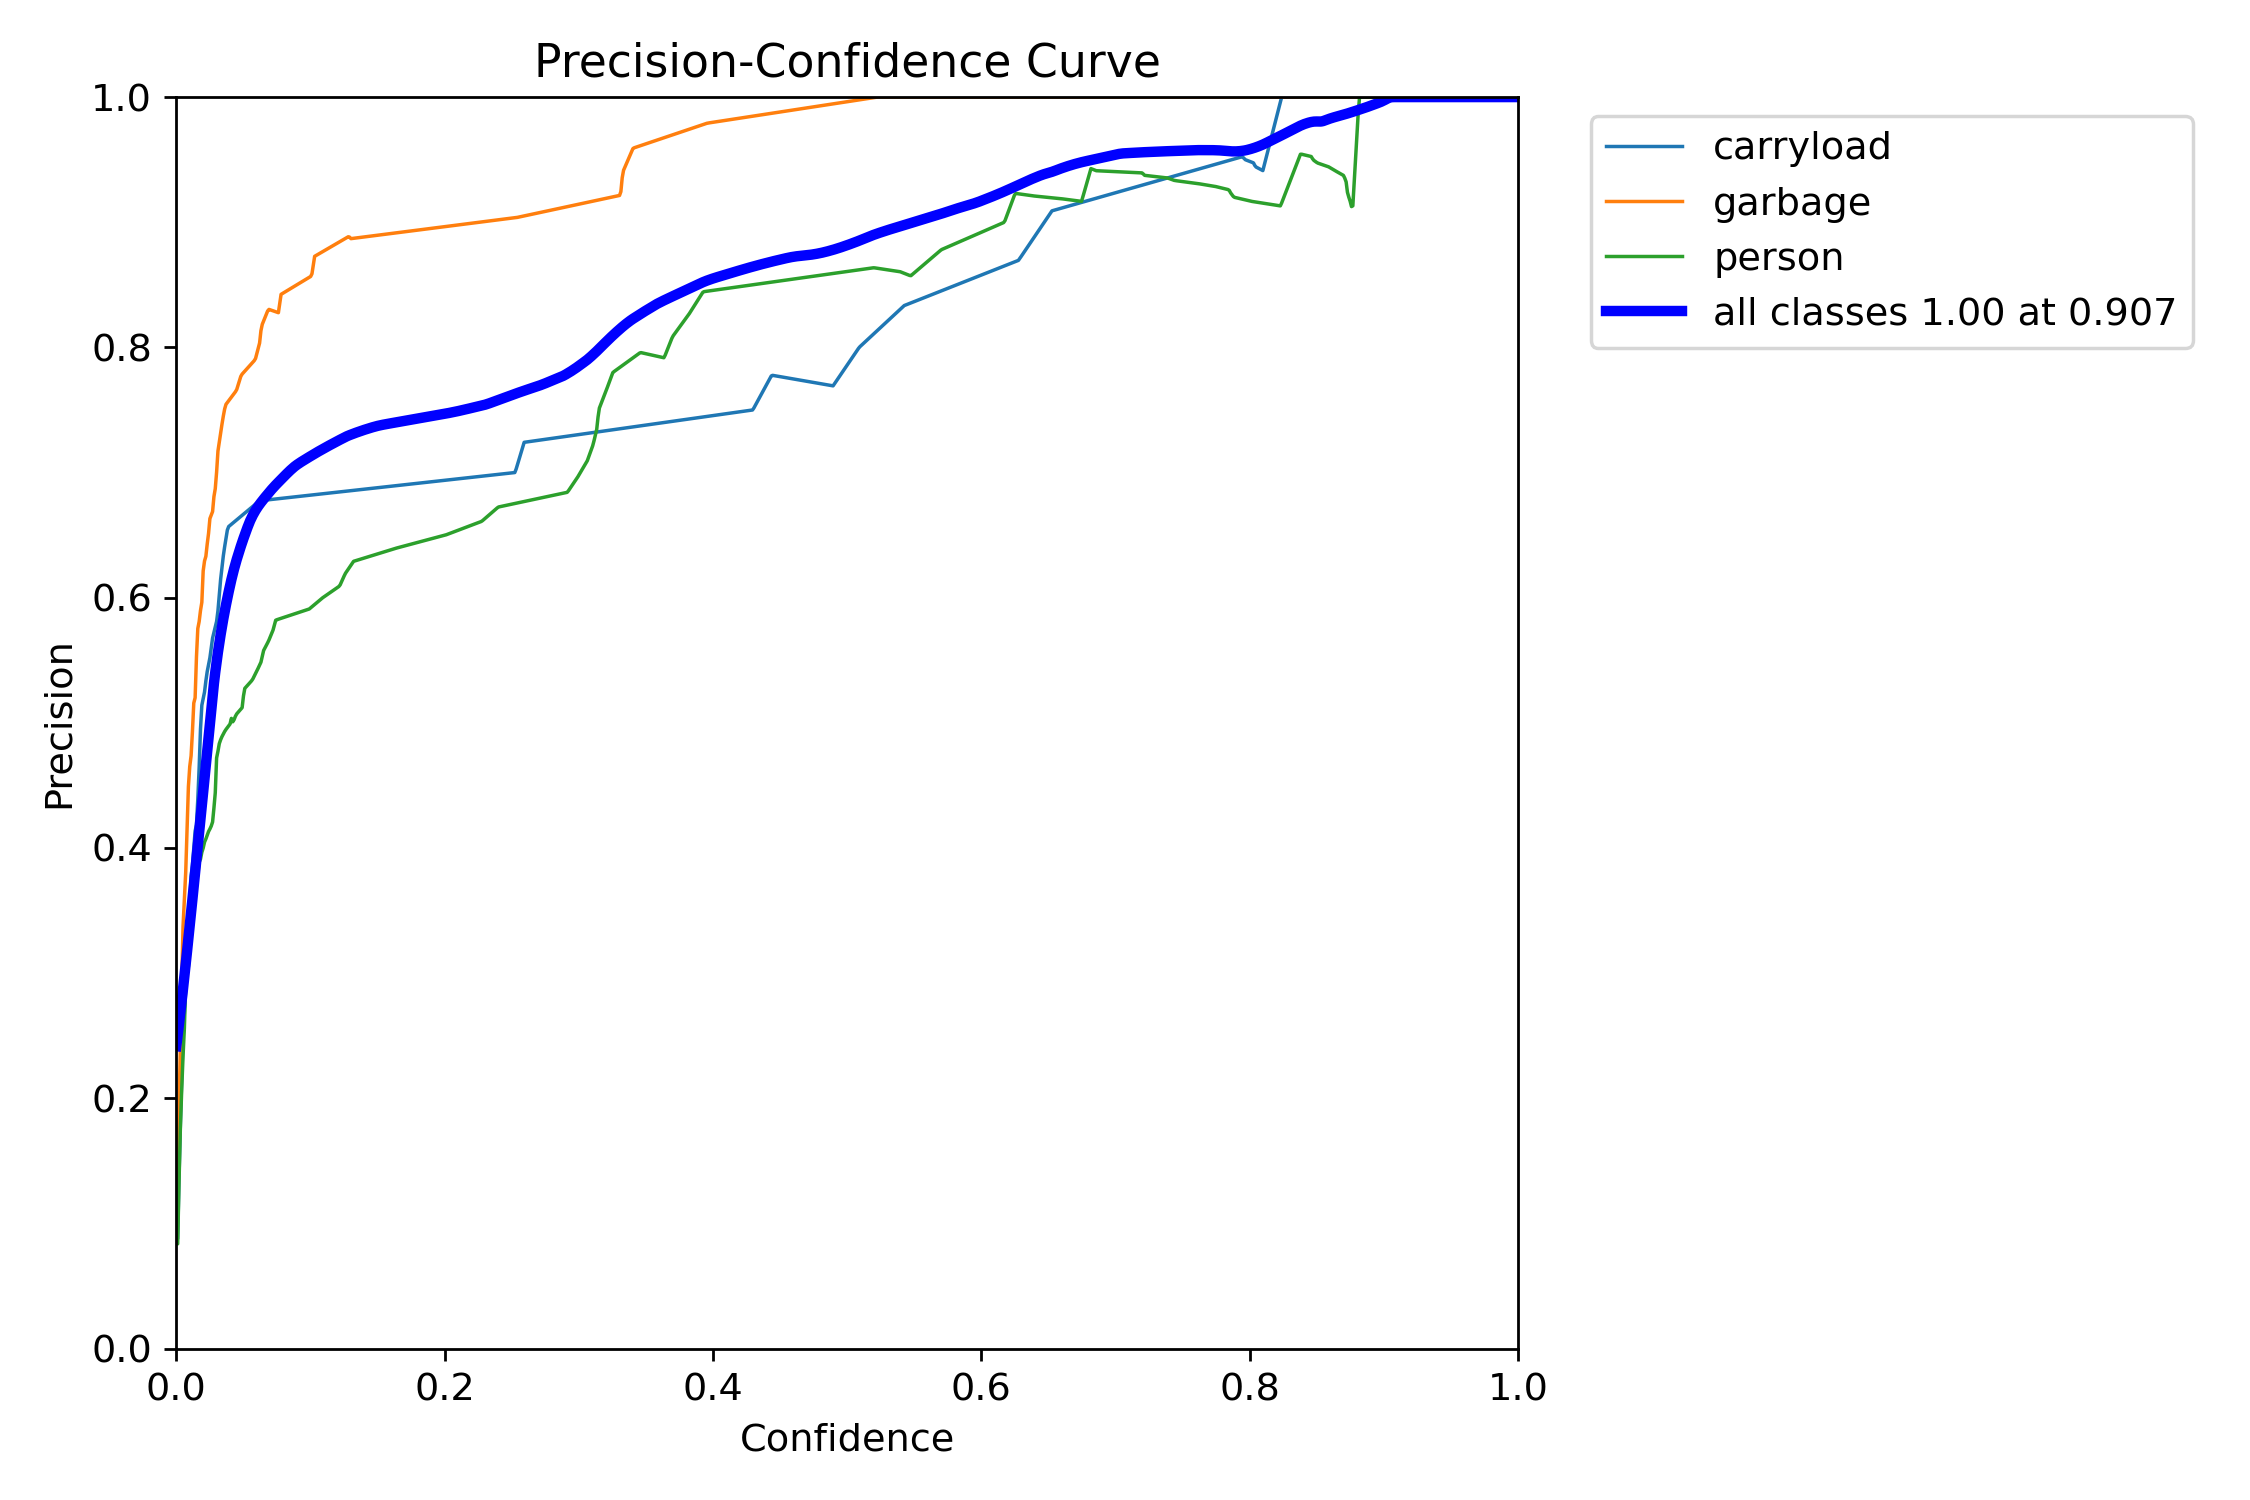 Precision-Confidence Curve
1.0
0.8
0.6
0.4
0.2
0.0
Precision
0.0 0.2 0.4 0.6 0.8 1.0
Confidence
carryload
garbage
person
all classes 1.00 at 0.907